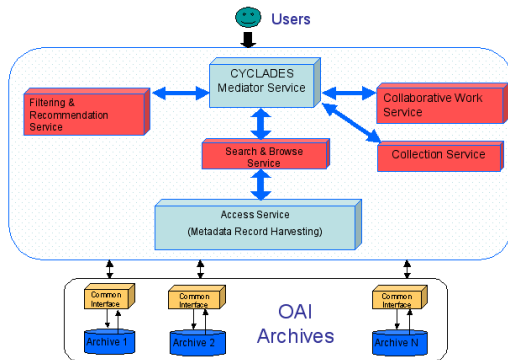 Users
CYCLADES
Mediator Service
Filtering &
Recommendation
Service
Collaborative Work
Service
Search & Browse
Service
Collection Service
Access Service
(Metadata Record Harvesting)
Common
Interface
Common
Interface
Common
Interface
OAI
Archives
Archive 1
Archive 2
Archive N